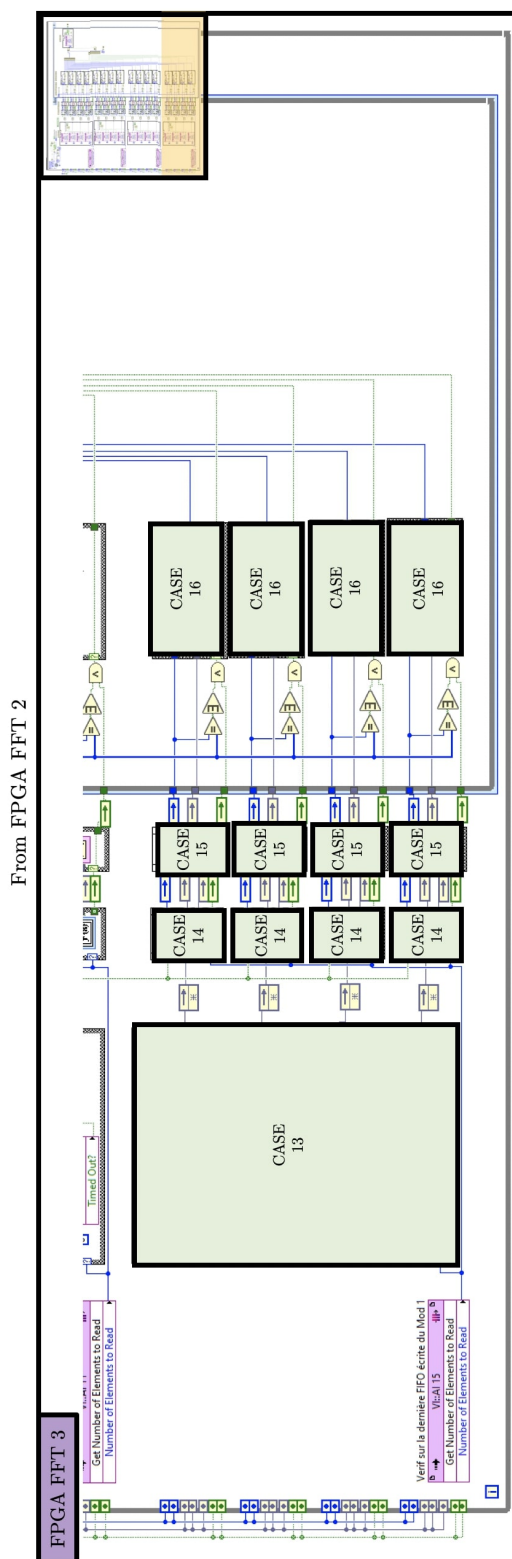 From FPGA FFT 2
FPGA FFT 3
Get Number of Elements to Read
Number of Elements to Read
Timed Out?
CASE
13
CASE
14
CASE
14
CASE
14
CASE
14
CASE
15
CASE
15
CASE
15
CASE
15
CASE
16
CASE
16
CASE
16
CASE
16
Verif sur la dernière FIFO écrite du Mod 1
VI::AI 15
Get Number of Elements to Read
Number of Elements to Read
i